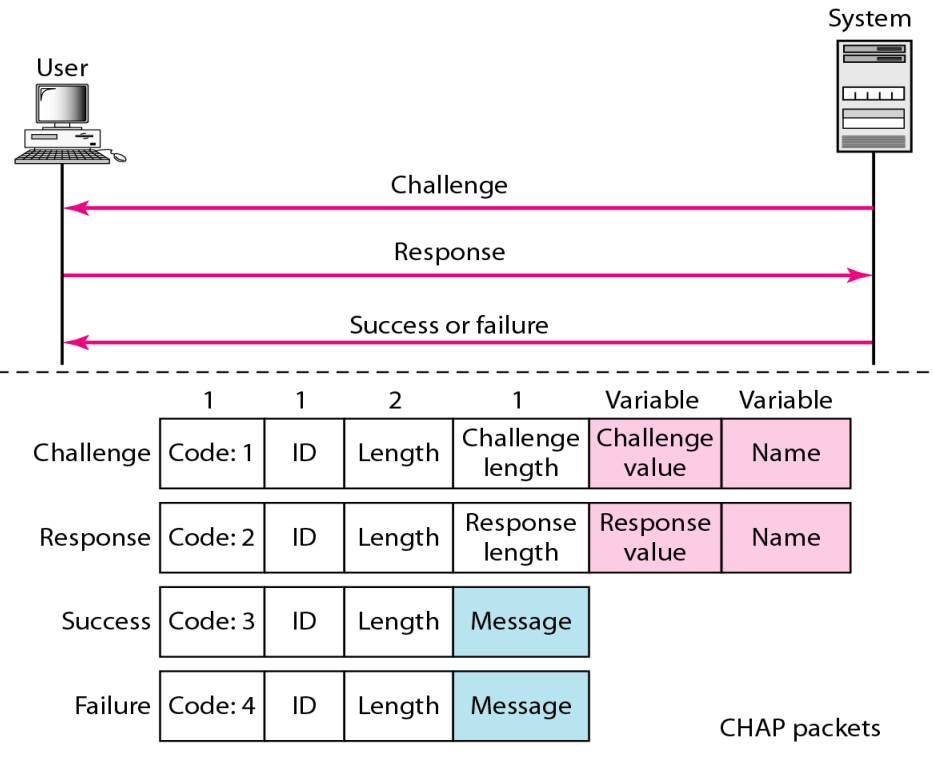 System
User
Challenge
Response
Success or failure
1 1 2 1 Variable Variable
Challenge Code: 1 ID Length Challenge length Challenge value Name
Response Code: 2 ID Length Response length Response value Name
Success Code: 3 ID Length Message
Failure Code: 4 ID Length Message
CHAP packets